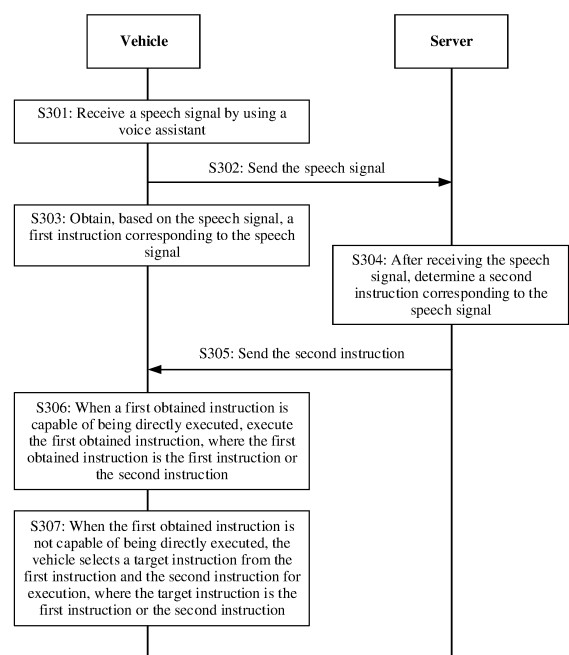 Vehicle
Server
S301: Receive a speech signal by using a
voice assistant
S302: Send the speech signal
S303: Obtain, based on the speech signal, a
first instruction corresponding to the speech
signal
S304: After receiving the speech
signal, determine a second
instruction corresponding to the
speech signal
S305: Send the second instruction
S306: When a first obtained instruction is
capable of being directly executed, execute
the first obtained instruction, where the first
obtained instruction is the first instruction or
the second instruction
S307: When the first obtained instruction is
not capable of being directly executed, the
vehicle selects a target instruction from the
first instruction and the second instruction for
execution, where the target instruction is the
first instruction or the second instruction